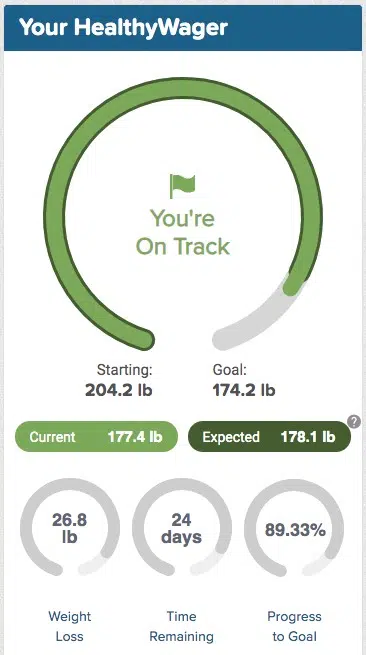 Your HealthyWager
You're
On Track
Starting:
204.2 lb
Goal:
174.2 lb
Current 177.4 lb
Expected 178.1 lb
?
26.8
lb
24
days
89.33%
Weight
Loss
Time
Remaining
Progress
to Goal